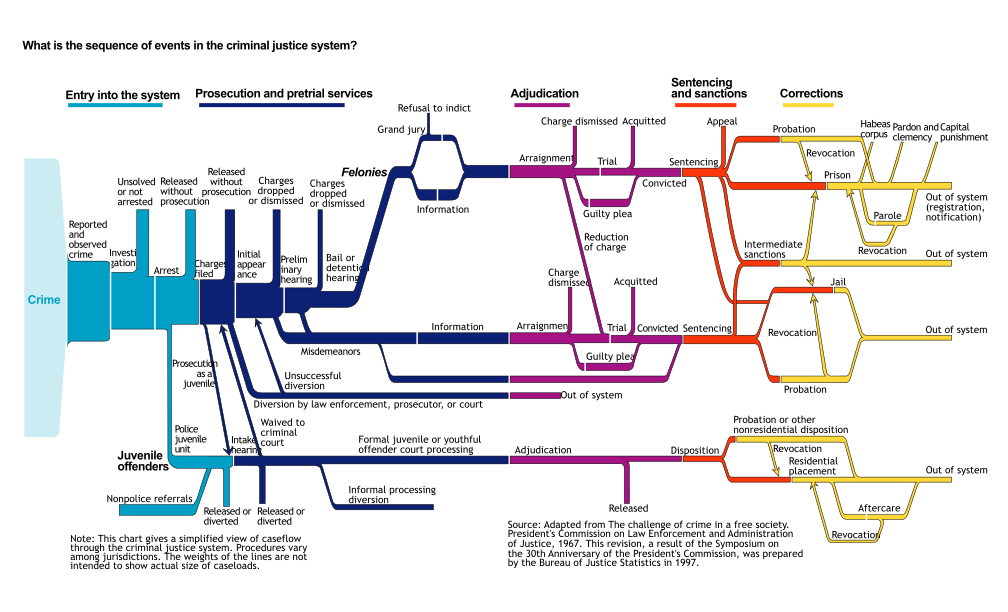 What is the sequence of events in the criminal justice system?
Entry into the system
Prosecution and pretrial services
Adjudication
Sentencing
and sanctions
Corrections
Refusal to indict
Grand jury
Felonies
Information
Charge dismissed
Acquitted
Arraignment
Trial
Convicted
Guilty plea
Reduction
of charge
Appeal
Sentencing
Probation
Revocation
Prison
Habeas
corpus
Pardon and
clemency
Capital
punishment
Out of system
(registration,
notification)
Parole
Revocation
Intermediate
sanctions
Out of system
Crime
Reported
and
observed
crime
Investi
gation
Unsolved
or not
arrested
Arrest
Released
without
prosecution
Charges
filed
Released
without
prosecution
Initial
appear
ance
Charges
dropped
or dismissed
Prelim
inary
hearing
Charges
dropped
or dismissed
Bail or
detention
hearing
Misdemeanors
Information
Charge
dismissed
Acquitted
Arraignment
Trial
Convicted
Sentencing
Guilty plea
Jail
Revocation
Out of system
Probation
Unsuccessful
diversion
Diversion by law enforcement, prosecutor, or court
Out of system
Prosecution
as a
juvenile
Waived to
criminal
court
Police
juvenile
unit
Intake
hearing
Juvenile
offenders
Nonpolice referrals
Released or
diverted
Released or
diverted
Formal juvenile or youthful
offender court processing
Informal processing
diversion
Adjudication
Released
Disposition
Probation or other
nonresidential disposition
Revocation
Residential
placement
Out of system
Aftercare
Revocation
Note: This chart gives a simplified view of caseflow
through the criminal justice system. Procedures vary
among jurisdictions. The weights of the lines are not
intended to show actual size of caseloads.
Source: Adapted from The challenge of crime in a free society.
President's Commission on Law Enforcement and Administration
of Justice, 1967. This revision, a result of the Symposium on
the 30th Anniversary of the President's Commission, was prepared
by the Bureau of Justice Statistics in 1997.